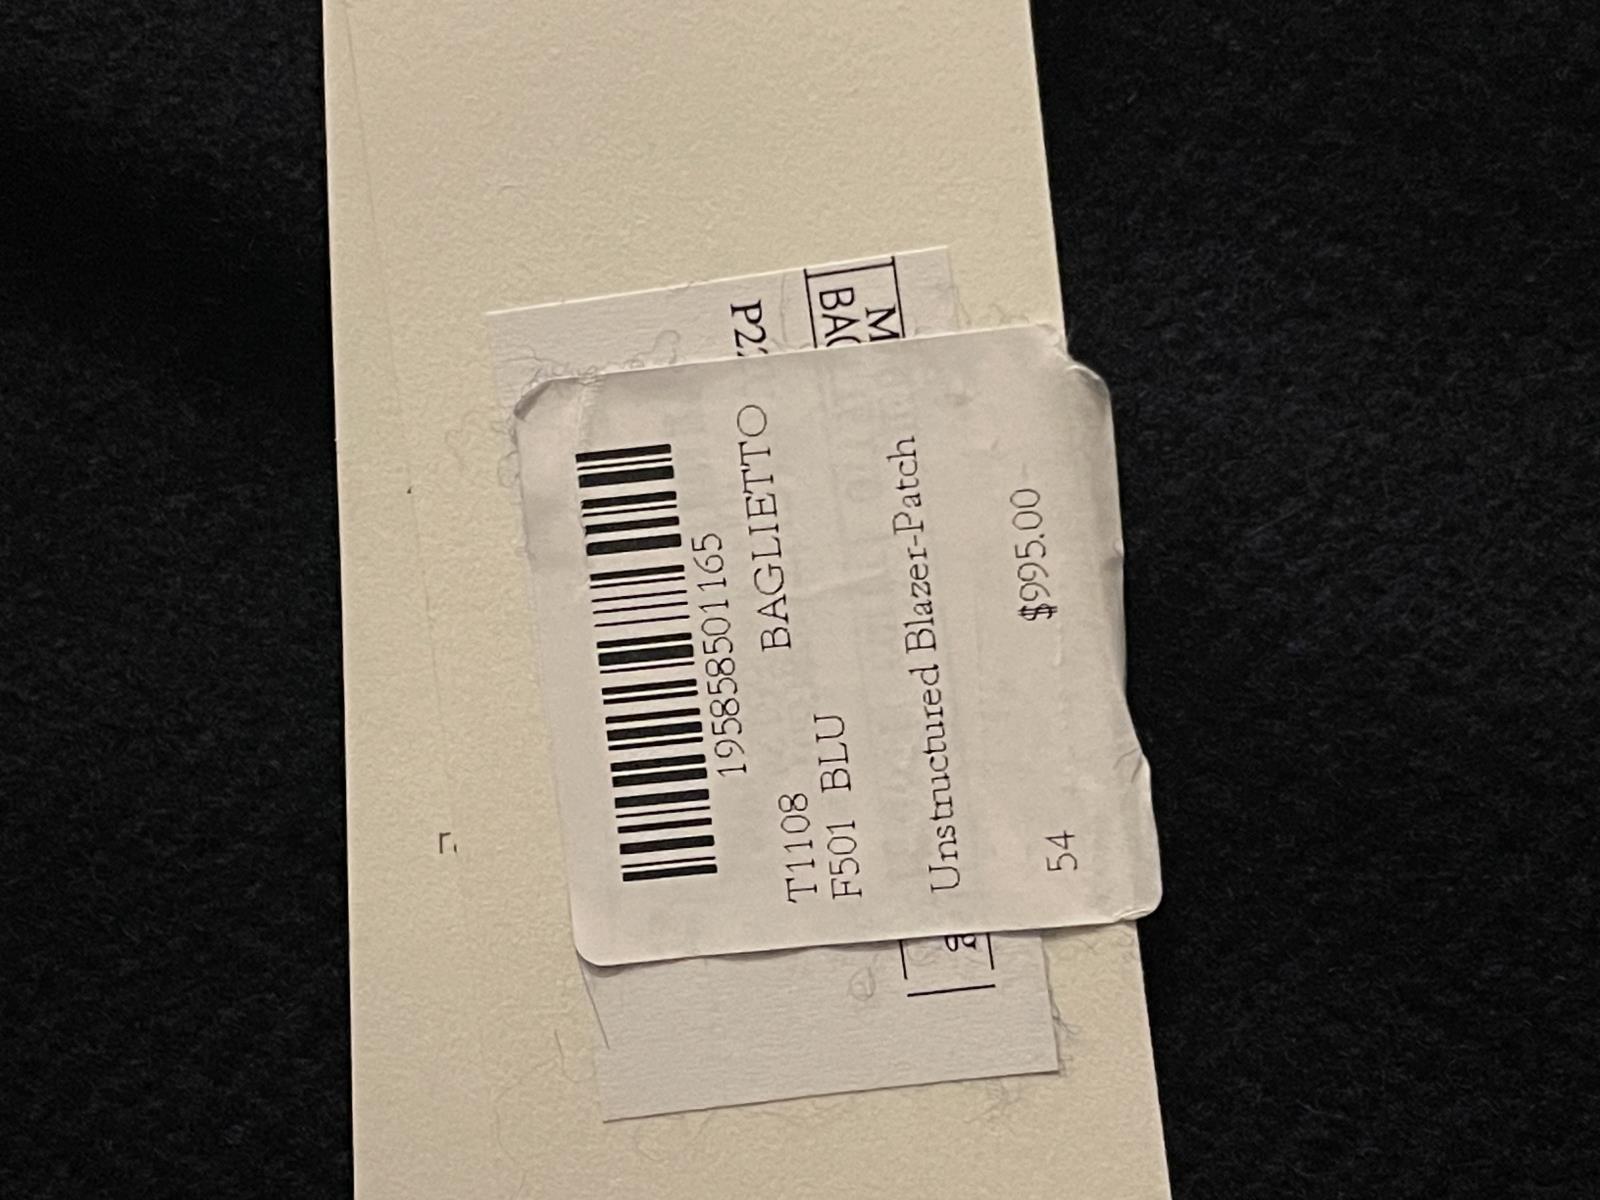 195858501165
T1108 BAGLIETTO
F501 BLU
Unstructured Blazer-Patch
54 $995.00